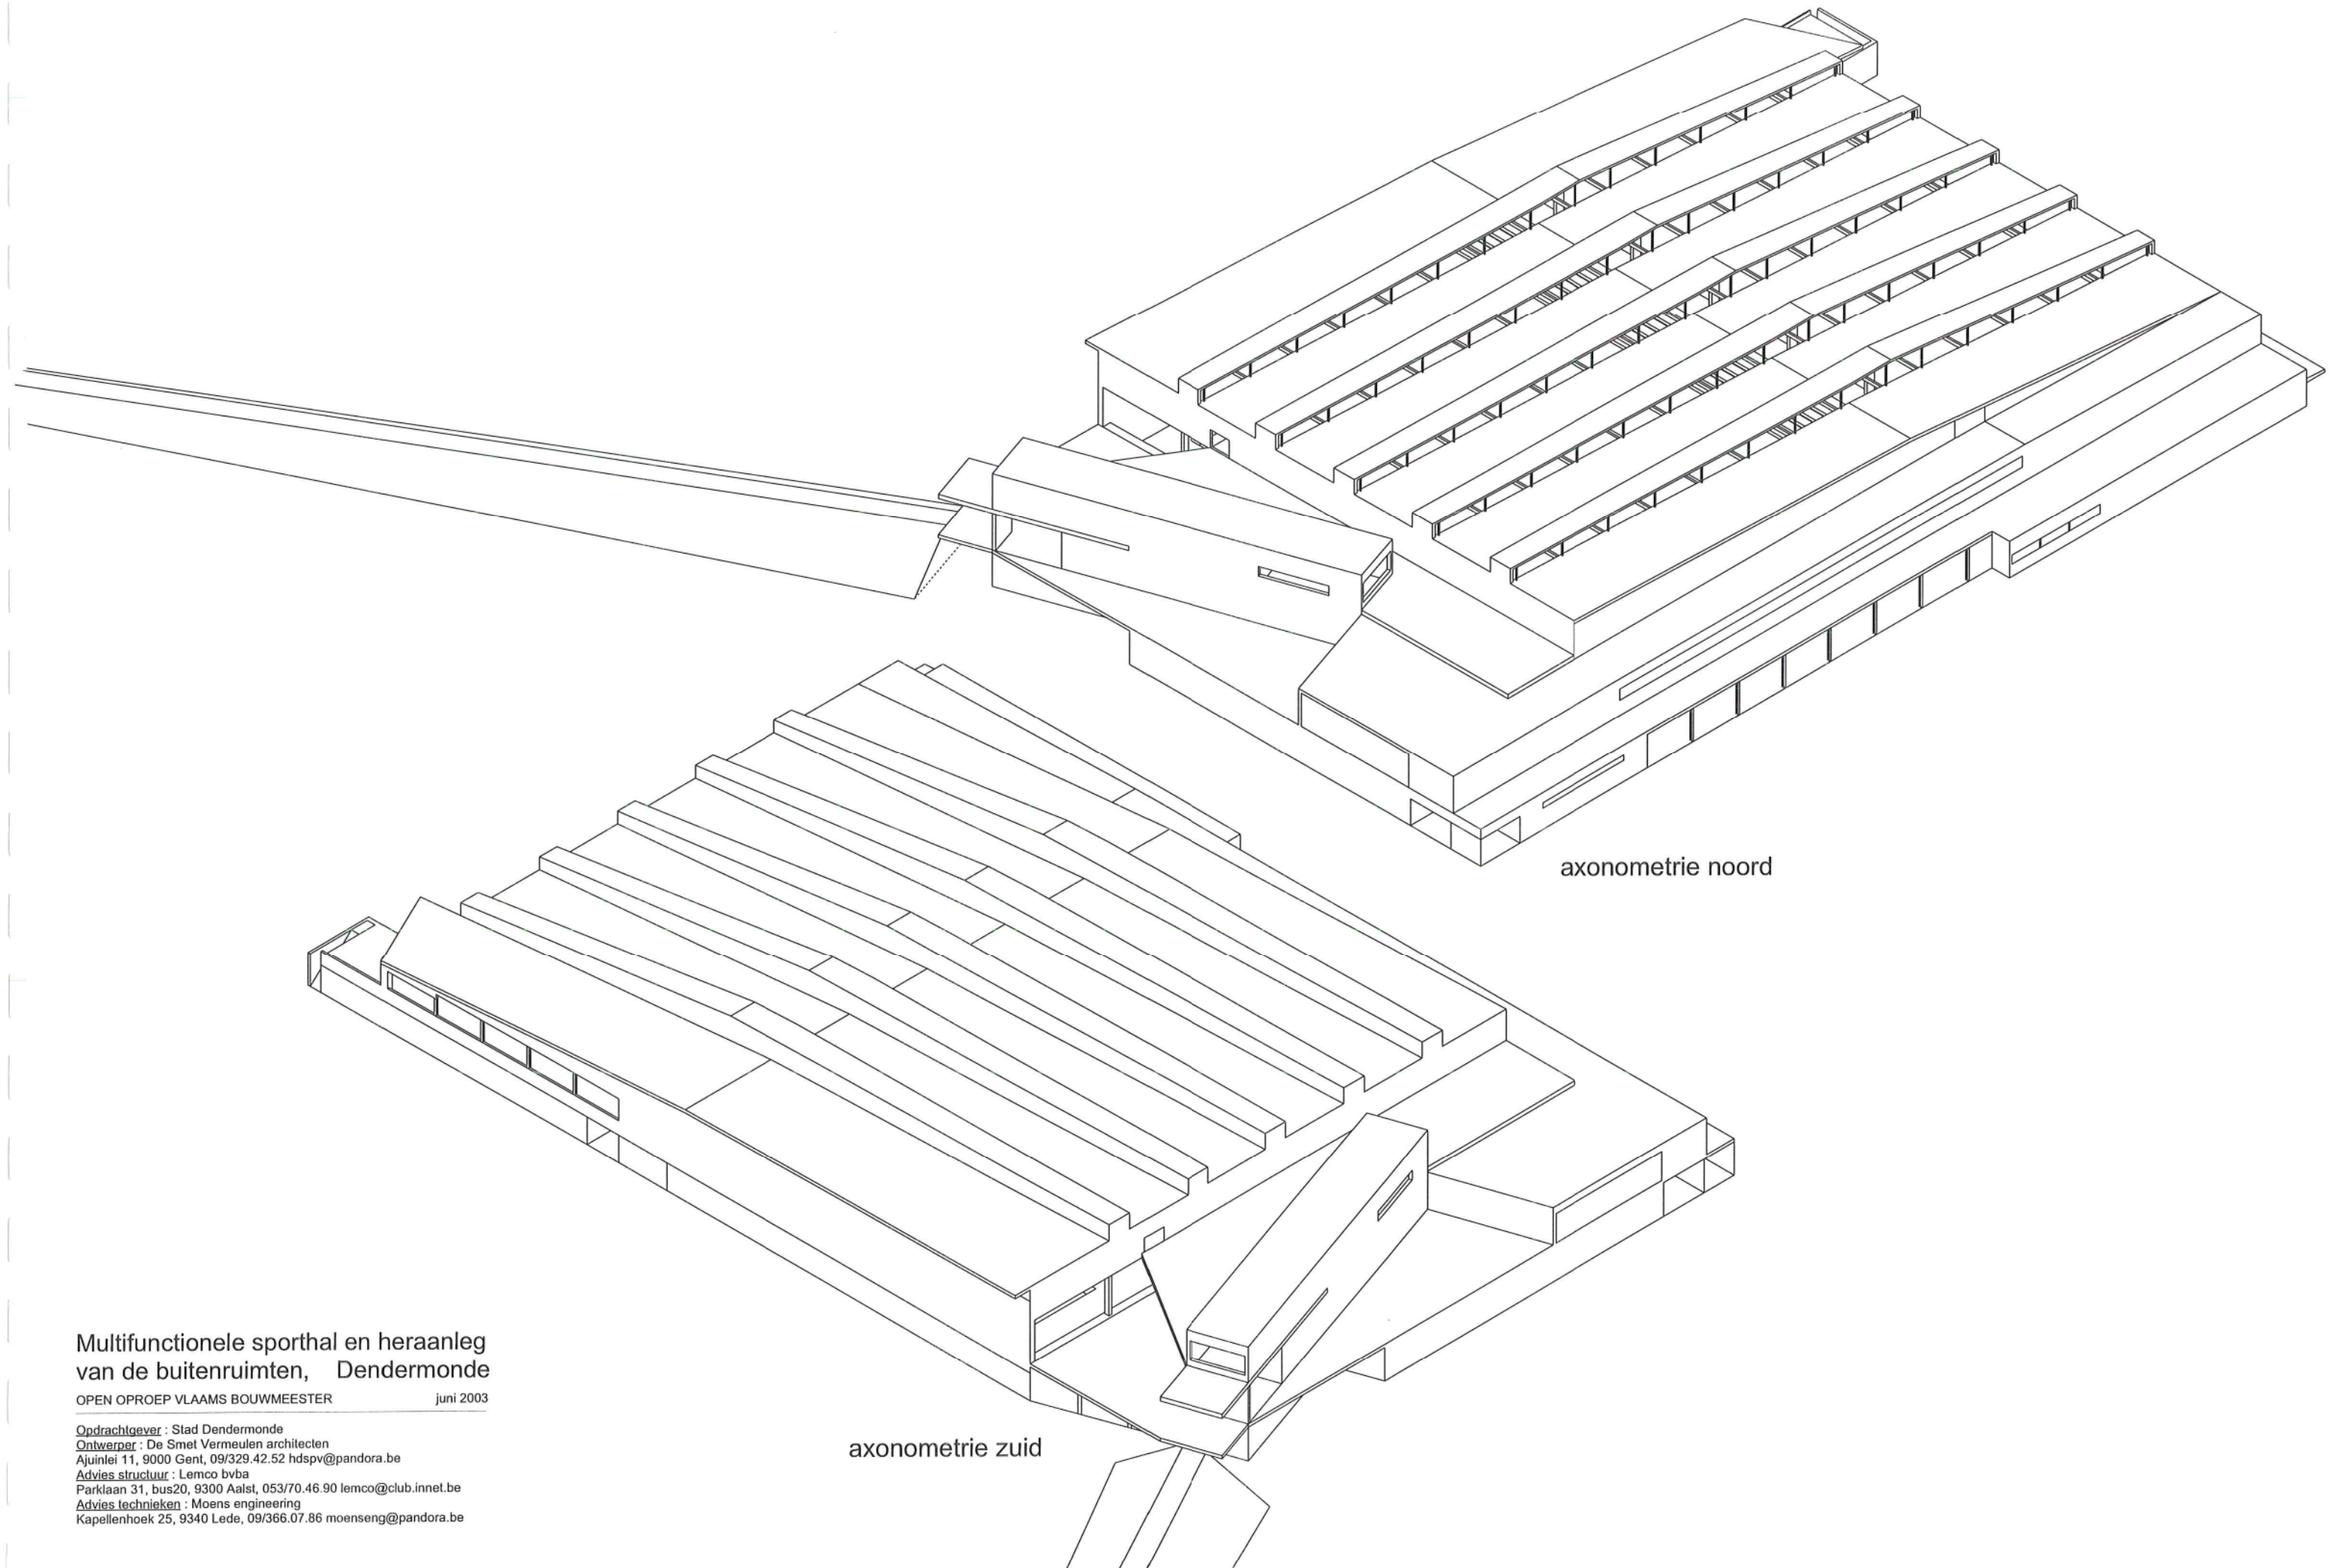 axonometrie noord
axonometrie zuid
Multifunctionele sporthal en heraanleg
van de buitenruimten, Dendermonde
OPEN OPROEP VLAAMS BOUWMEESTER juni 2003
Opdrachtgever : Stad Dendermonde
Ontwerper : De Smet Vermeulen architecten
Ajuinlei 11, 9000 Gent, 09/329.42.52 hdspv@pandora.be
Advies structuur : Lemco bvba
Parklaan 31, bus20, 9300 Aalst, 053/70.46.90 lemco@club.innet.be
Advies technieken : Moens engineering
Kapellenhoek 25, 9340 Lede, 09/366.07.86 moenseng@pandora.be